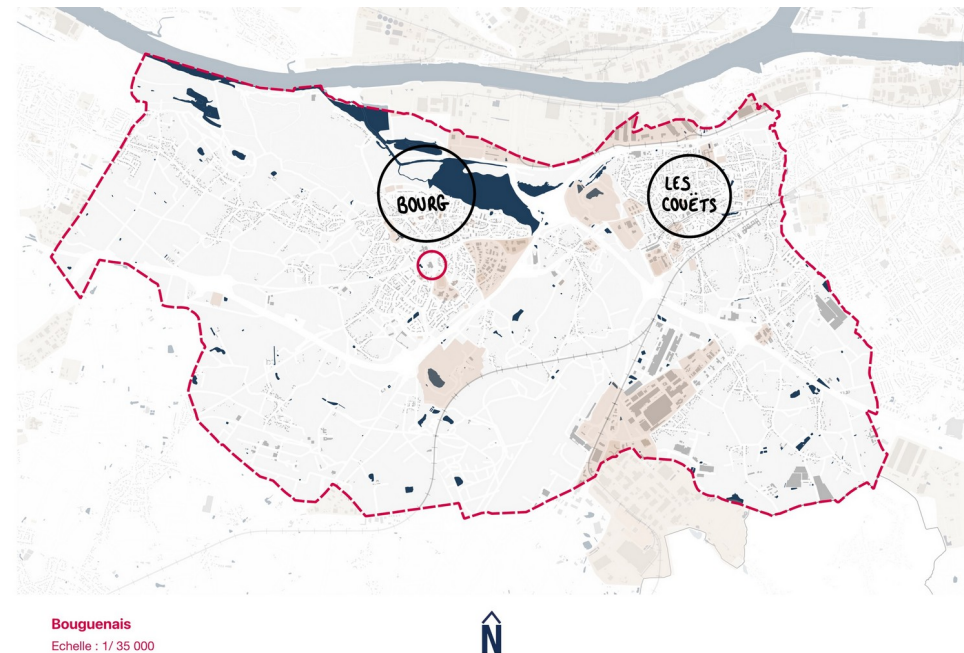 BOURG
LES
COUËTS
Bouguenais
Echelle : 1/ 35 000
N